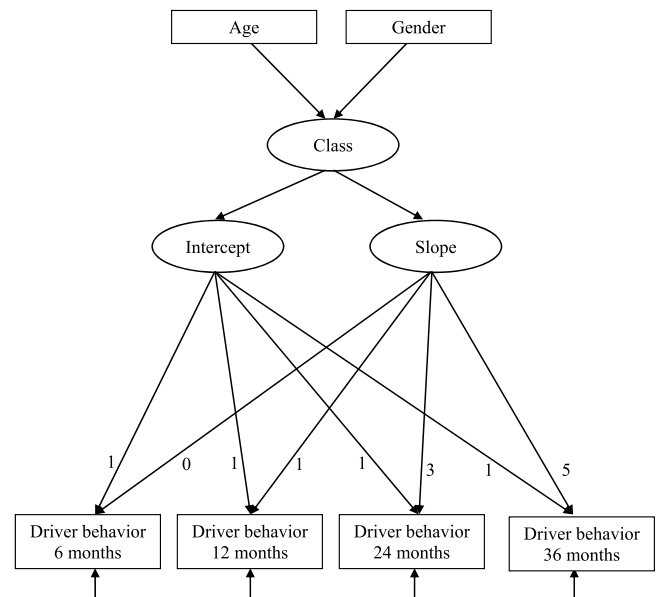 Age
Gender
Class
Intercept
Slope
1
0
1
1
1
3
1
5
Driver behavior
6 months
Driver behavior
12 months
Driver behavior
24 months
Driver behavior
36 months